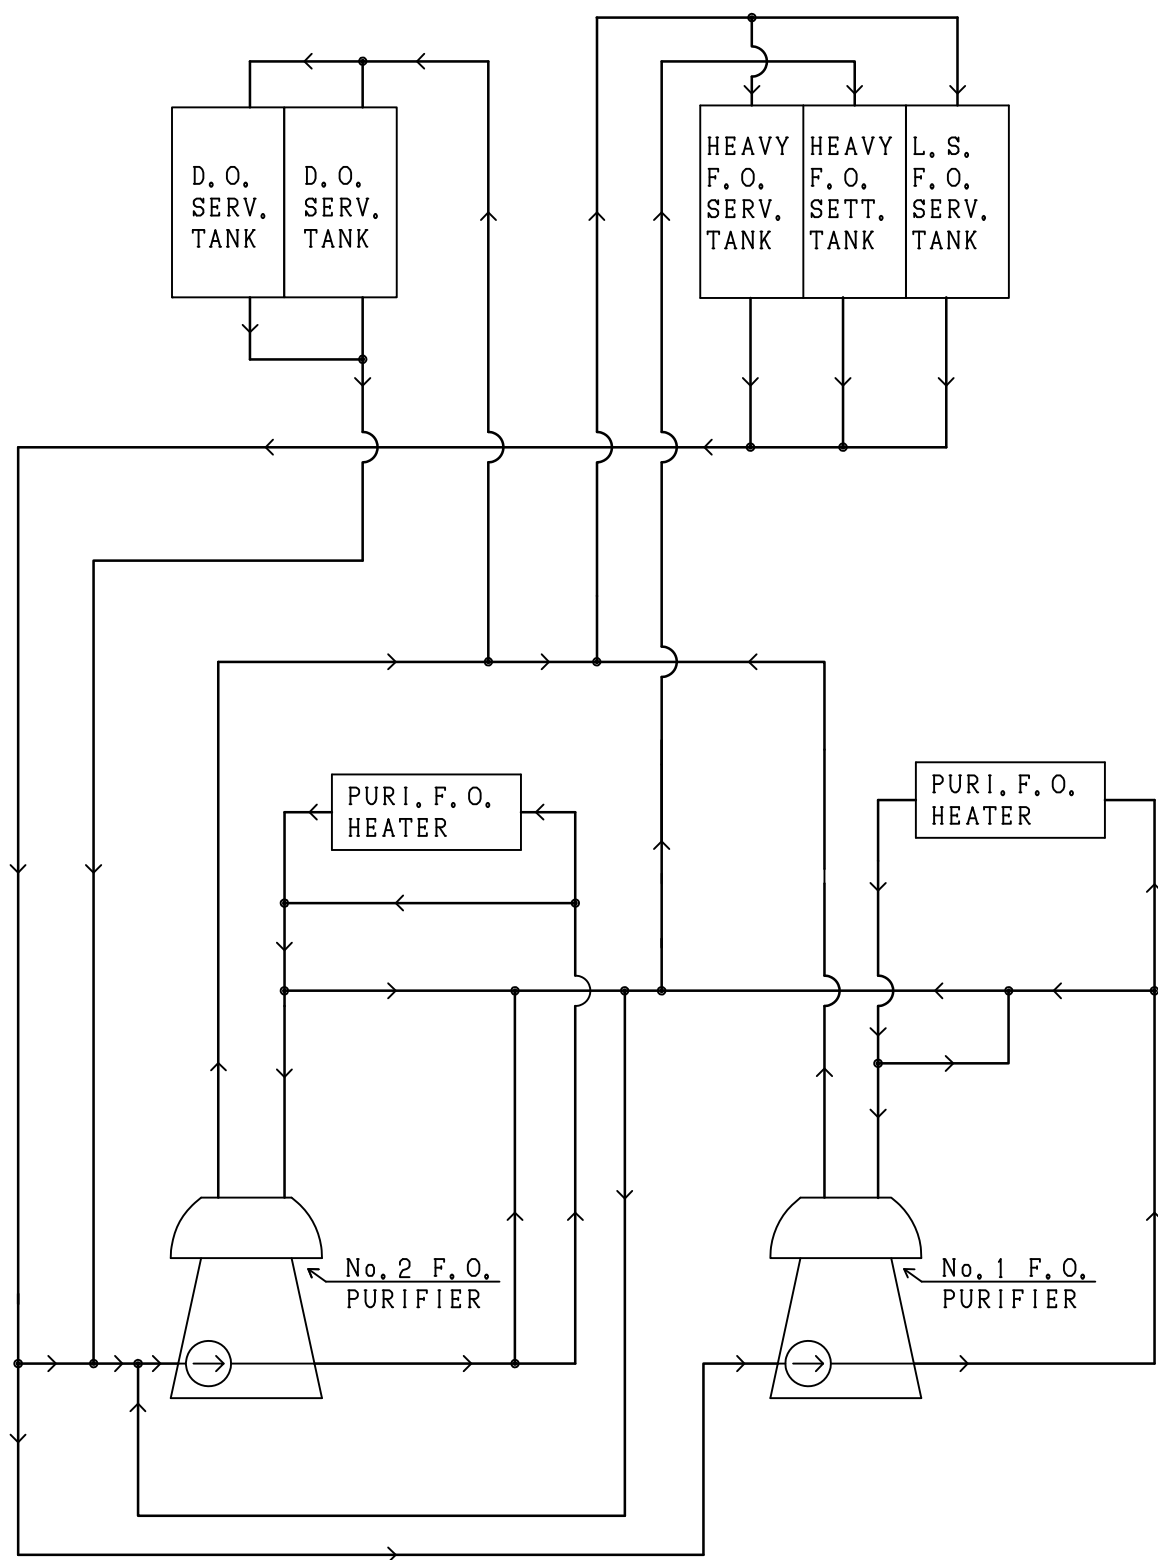 D.O.
SERV.
TANK
D.O.
SERV.
TANK
HEAVY
F.O.
SERV.
TANK
HEAVY
F.O.
SETT.
TANK
L.S.
F.O.
SERV.
TANK
PURI.F.O.
HEATER
PURI.F.O.
HEATER
No.2 F.O.
PURIFIER
No.1 F.O.
PURIFIER